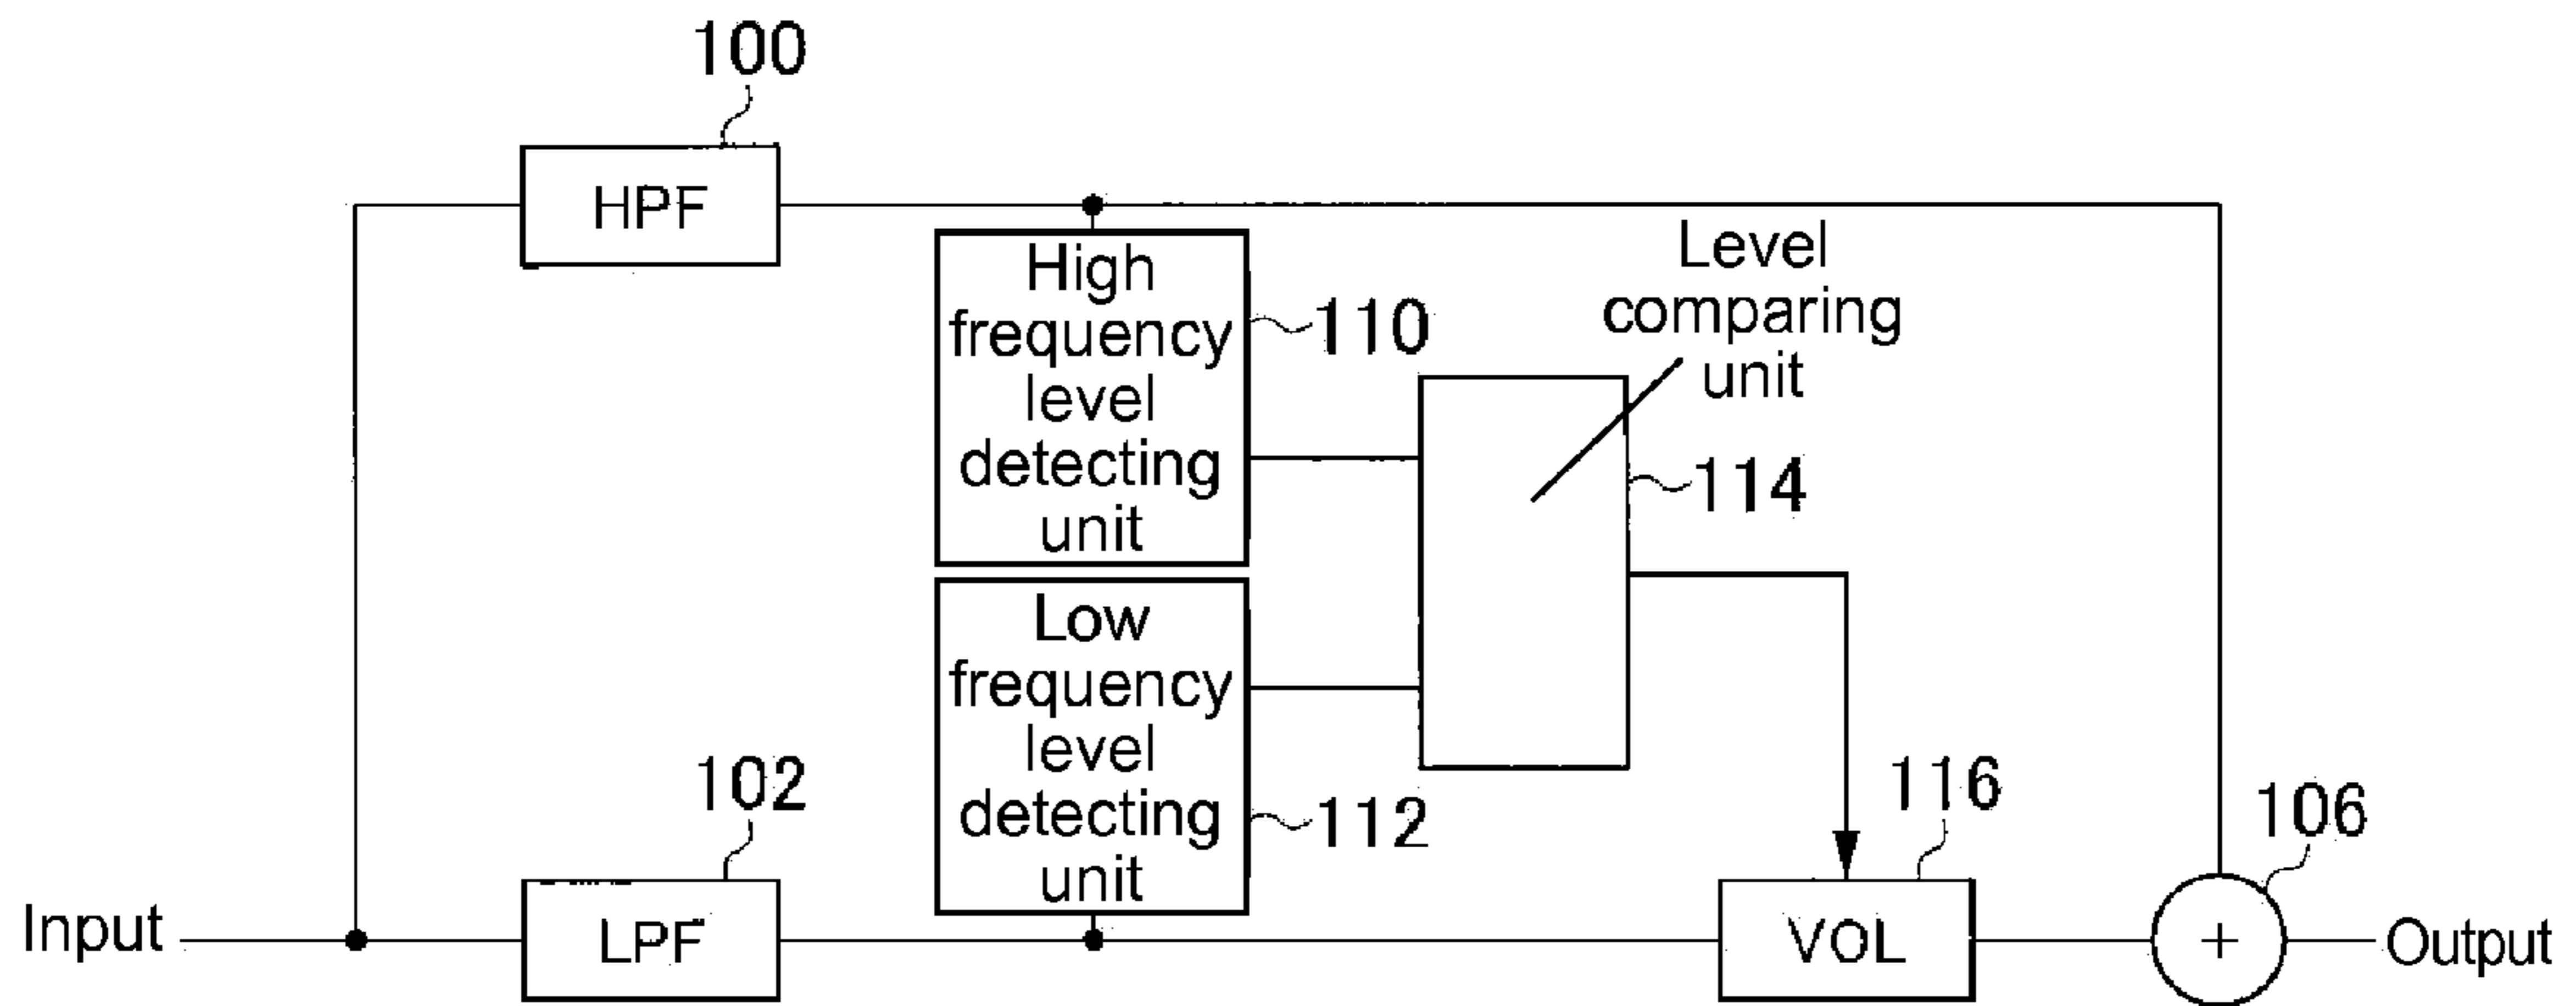 100
HPF
High
frequency
level
detecting
unit
110
Level
comparing
unit
114
Low
frequency
level
detecting
unit
112
102
LPF
Input
116
VOL
106
+
Output